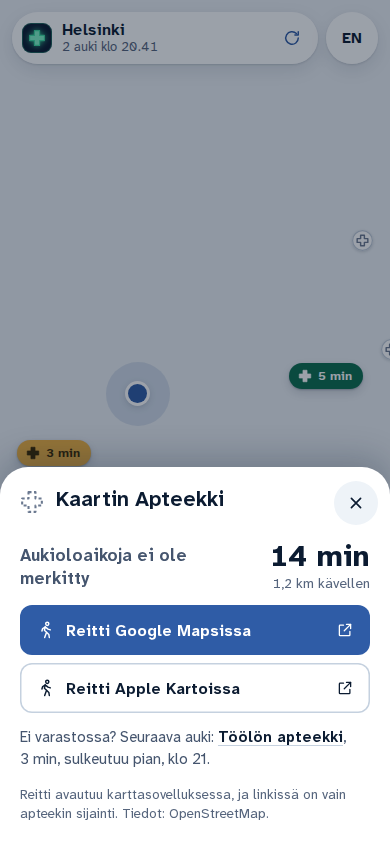 Helsinki
2 auki klo 20.41
EN
5 min
3 min
Kaartin Apteekki
Aukioloaikoja ei ole
merkitty
14 min
1,2 km kävellen
Reitti Google Mapsissa
Reitti Apple Kartoissa
Ei varastossa? Seuraava auki: Töölön apteekki,
3 min, sulkeutuu pian, klo 21.
Reitti avautuu karttasovelluksessa, ja linkissä on vain
apteekin sijainti. Tiedot: OpenStreetMap.